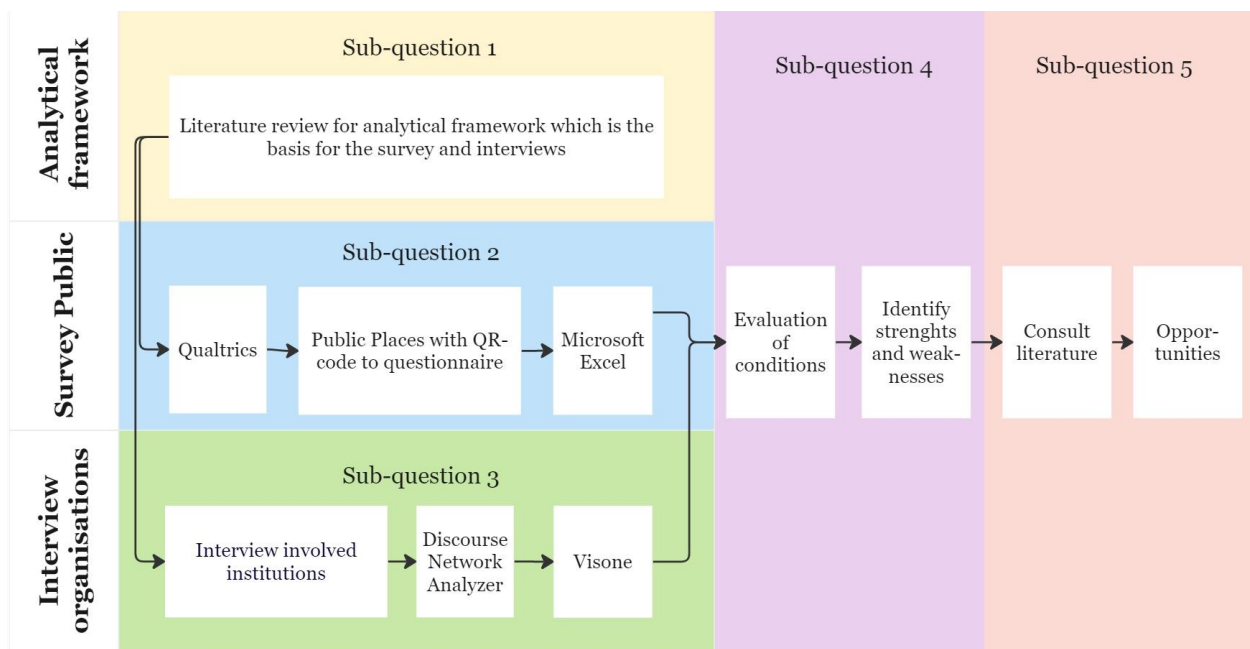 Analytical
framework
Sub-question 1
Literature review for analytical framework which is the
basis for the survey and interviews
Survey Public
Sub-question 2
Qualtrics
Public Places with QR-
code to questionnaire
Microsoft
Excel
Interview
organisations
Sub-question 3
Interview involved
institutions
Discourse
Network
Analyzer
Visone
Sub-question 4
Evaluation
of
conditions
Identify
strenghts
and weak-
nesses
Sub-question 5
Consult
literature
Oppor-
tunities